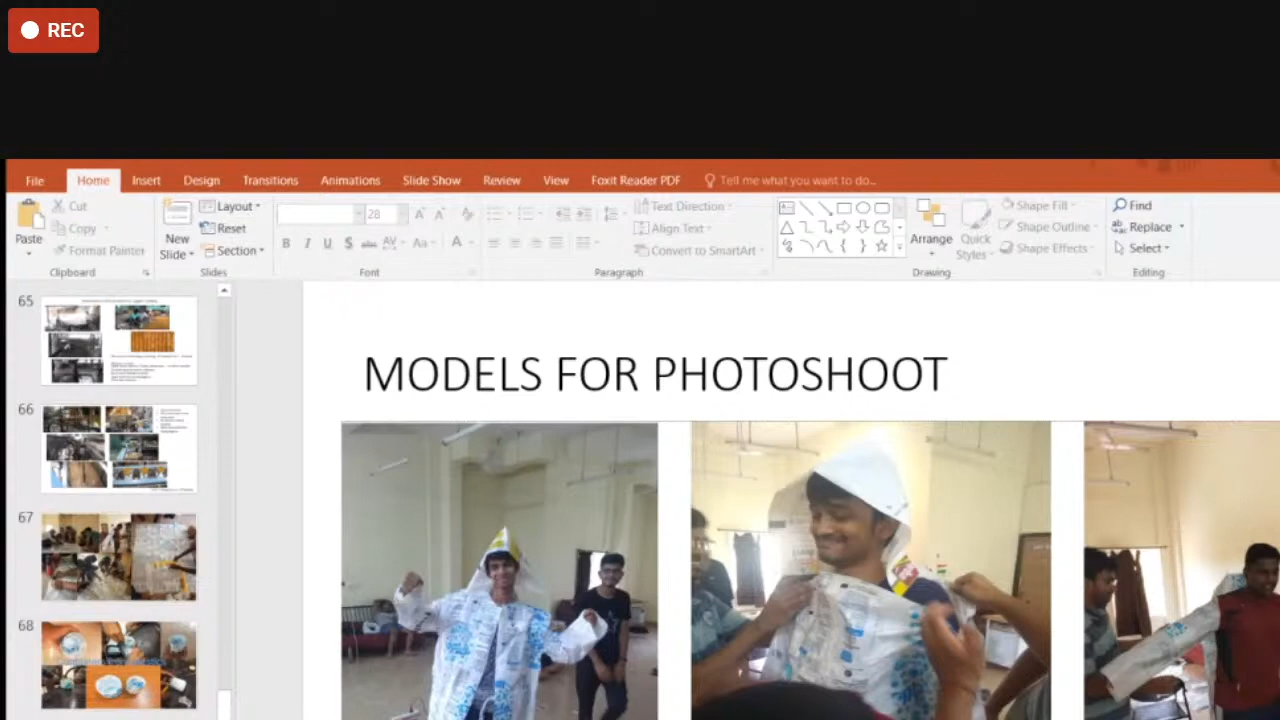 REC
File Home Insert Design Transitions Animations Slide Show Review View Foxit Reader PDF Tell me what you want to do...
Cut
Copy
Format Painter
Paste
Clipboard
New Slide
Layout
Reset
Section
Slides
28
B I U S abc AV Aa A
Font
Text Direction
Align Text
Convert to SmartArt
Paragraph
Arrange
Quick Styles
Shape Fill
Shape Outline
Shape Effects
Drawing
Find
Replace
Select
Editing
65
66
67
68
MODELS FOR PHOTOSHOOT